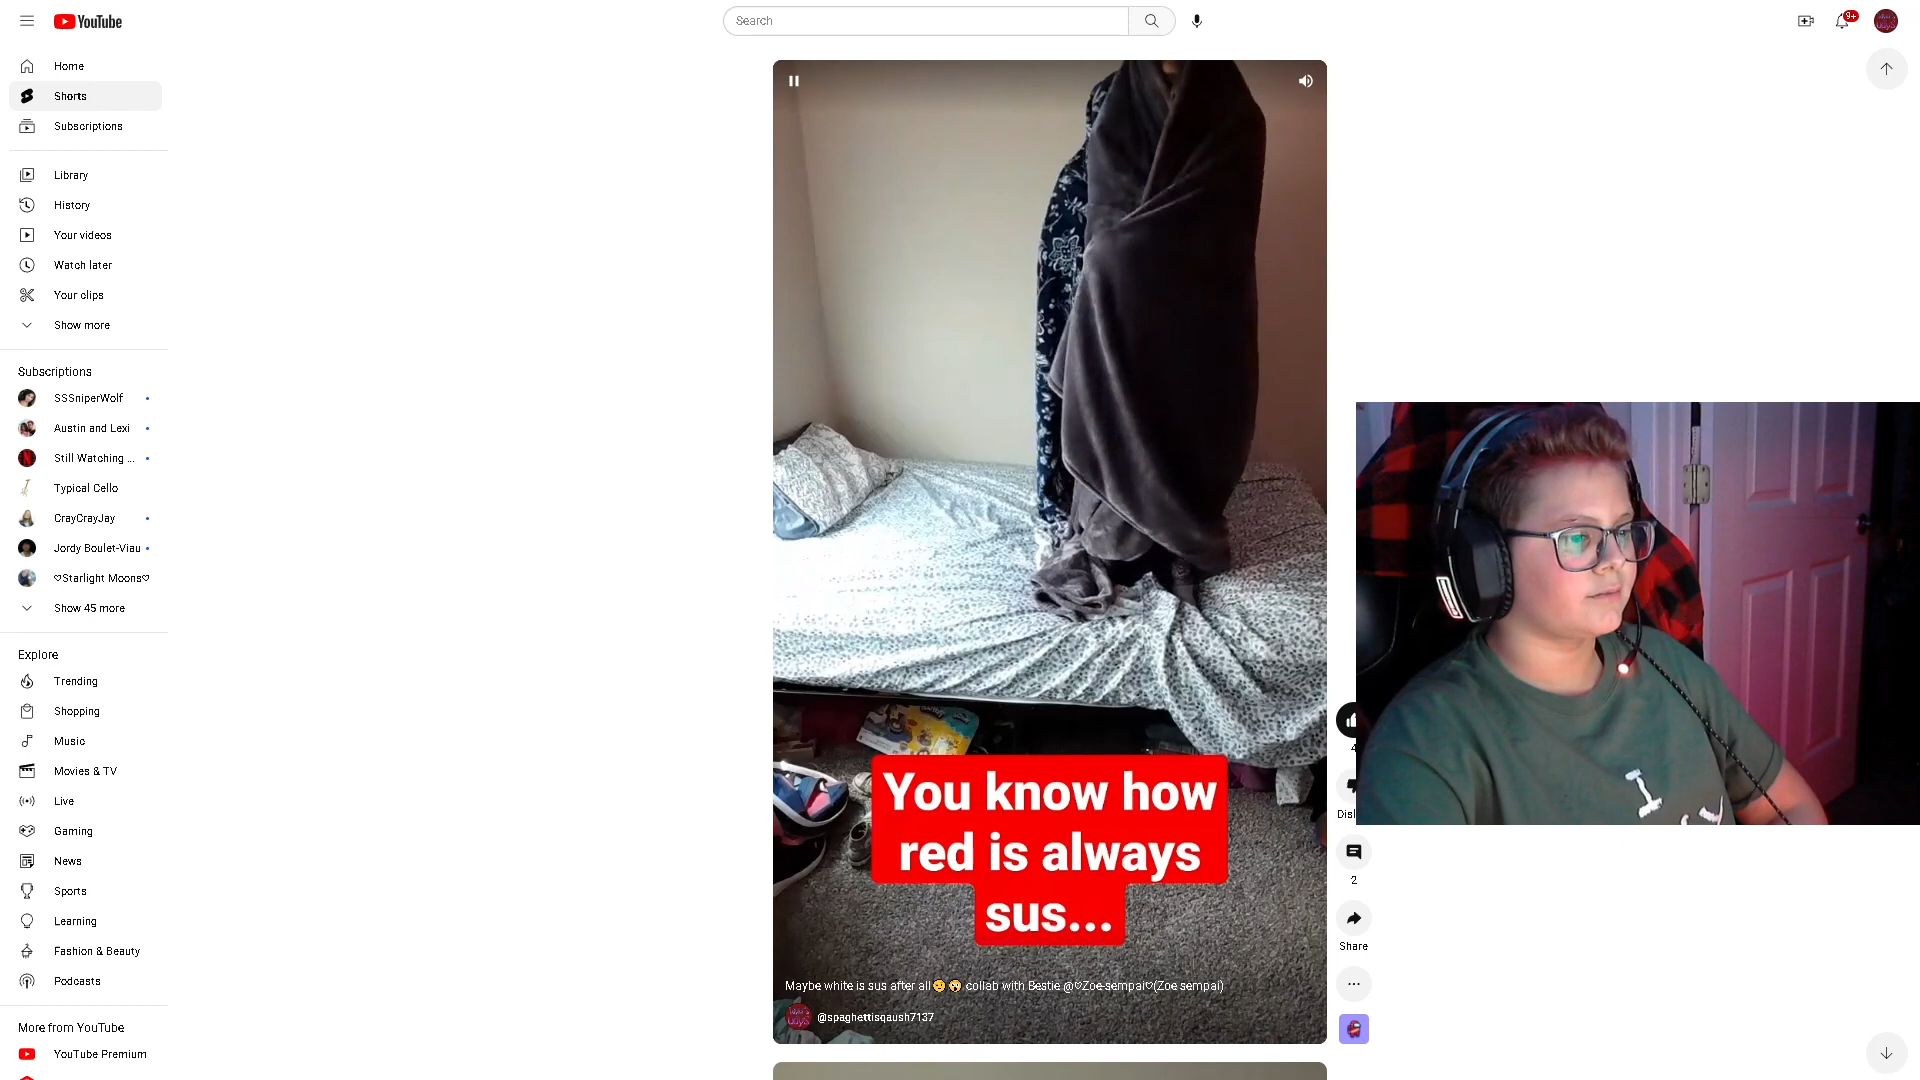 YouTube
Search
9+
Home
Shorts
Subscriptions
Library
History
Your videos
Watch later
Your clips
Show more
Subscriptions
SSSniperWolf
Austin and Lexi
Still Watching ...
Typical Cello
CrayCrayJay
Jordy Boulet-Viau
♡Starlight Moons♡
Show 45 more
Explore
Trending
Shopping
Music
Movies & TV
Live
Gaming
News
Sports
Learning
Fashion & Beauty
Podcasts
More from YouTube
YouTube Premium
You know how
red is always
sus...
Maybe white is sus after all😯😲 collab with Bestie @♡Zoe-sempai♡(Zoe sempai)
@spaghettisqaush7137
4
Disl
2
Share
I